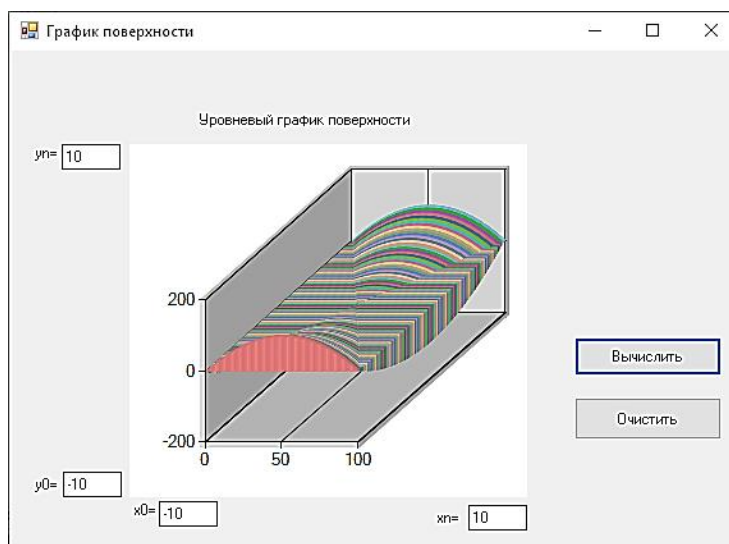 График поверхности
Уровневый график поверхности
yn= 10
200
0
-200
0 50 100
Вычислить
Очистить
y0= -10
x0= -10
xn= 10